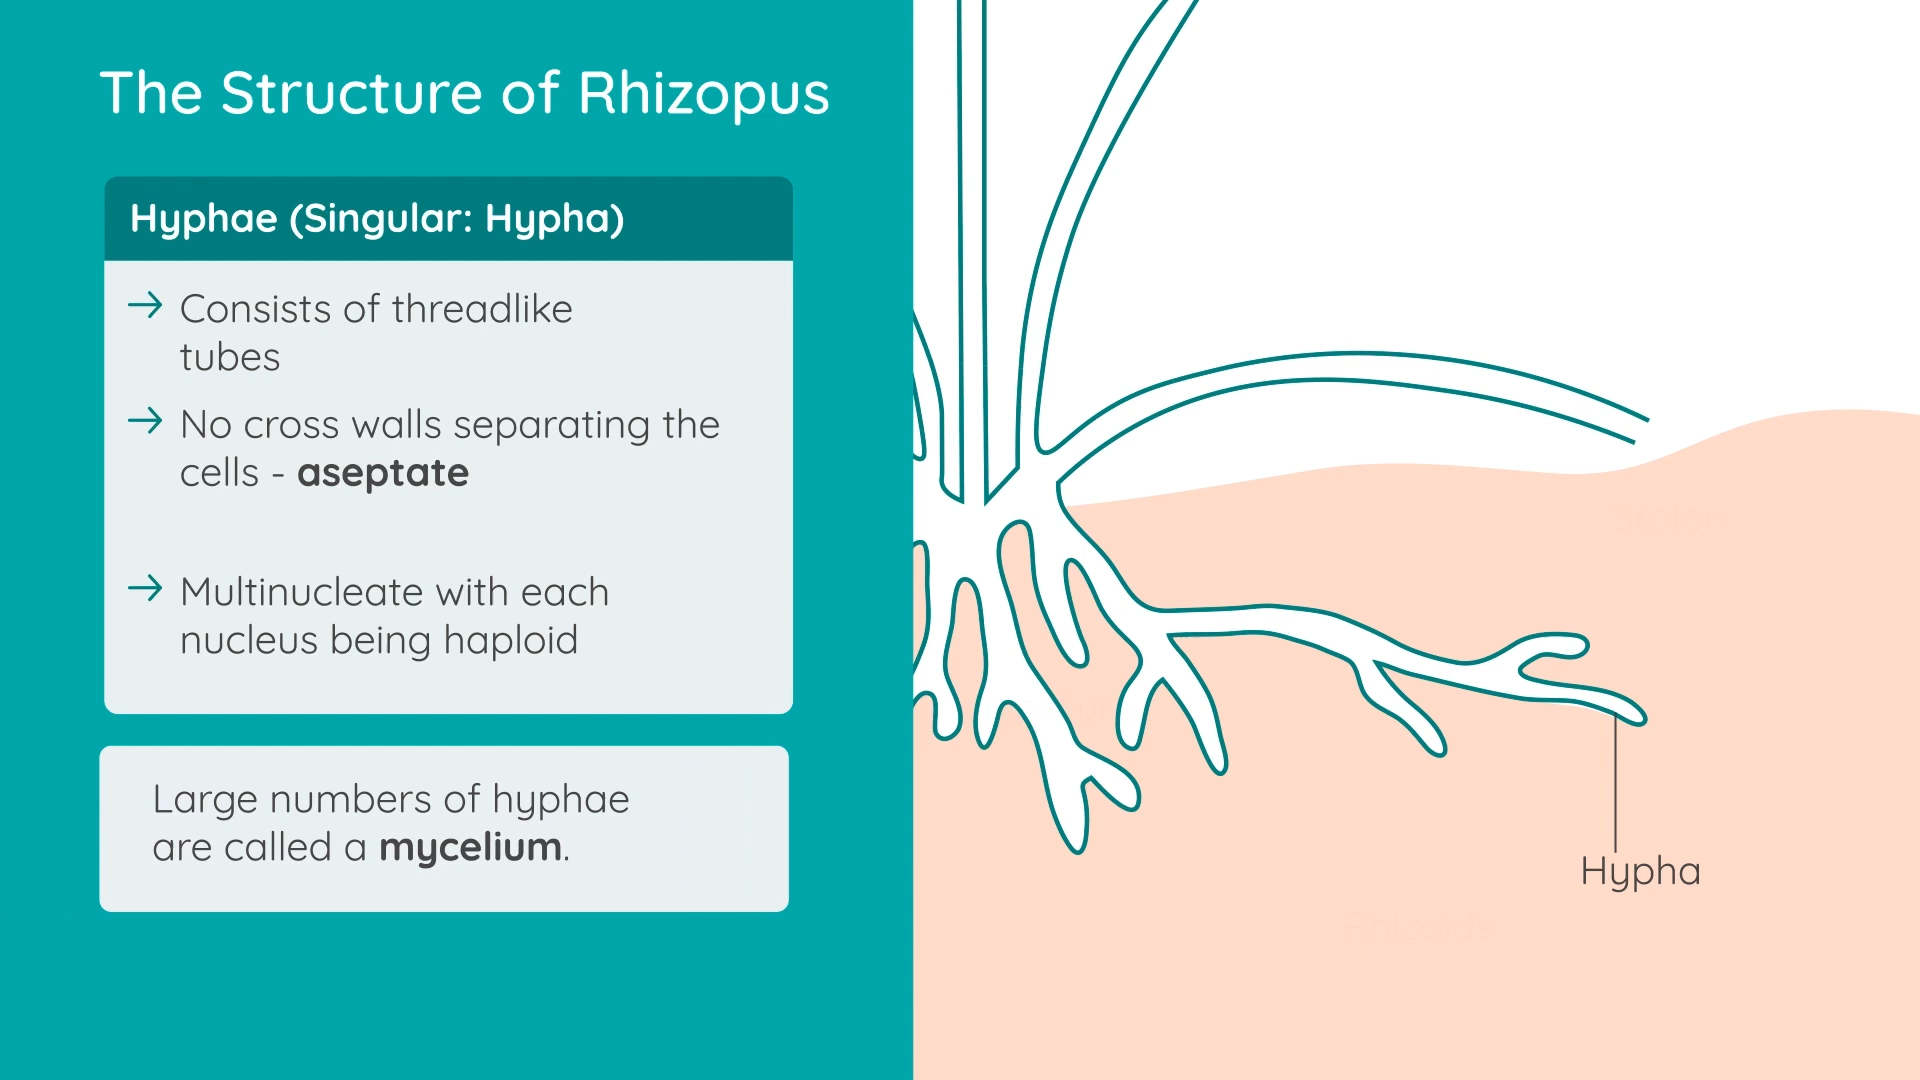 The Structure of Rhizopus
Hyphae (Singular: Hypha)
Consists of threadlike
tubes
No cross walls separating the
cells - aseptate
Multinucleate with each
nucleus being haploid
Large numbers of hyphae
are called a mycelium.
Hypha